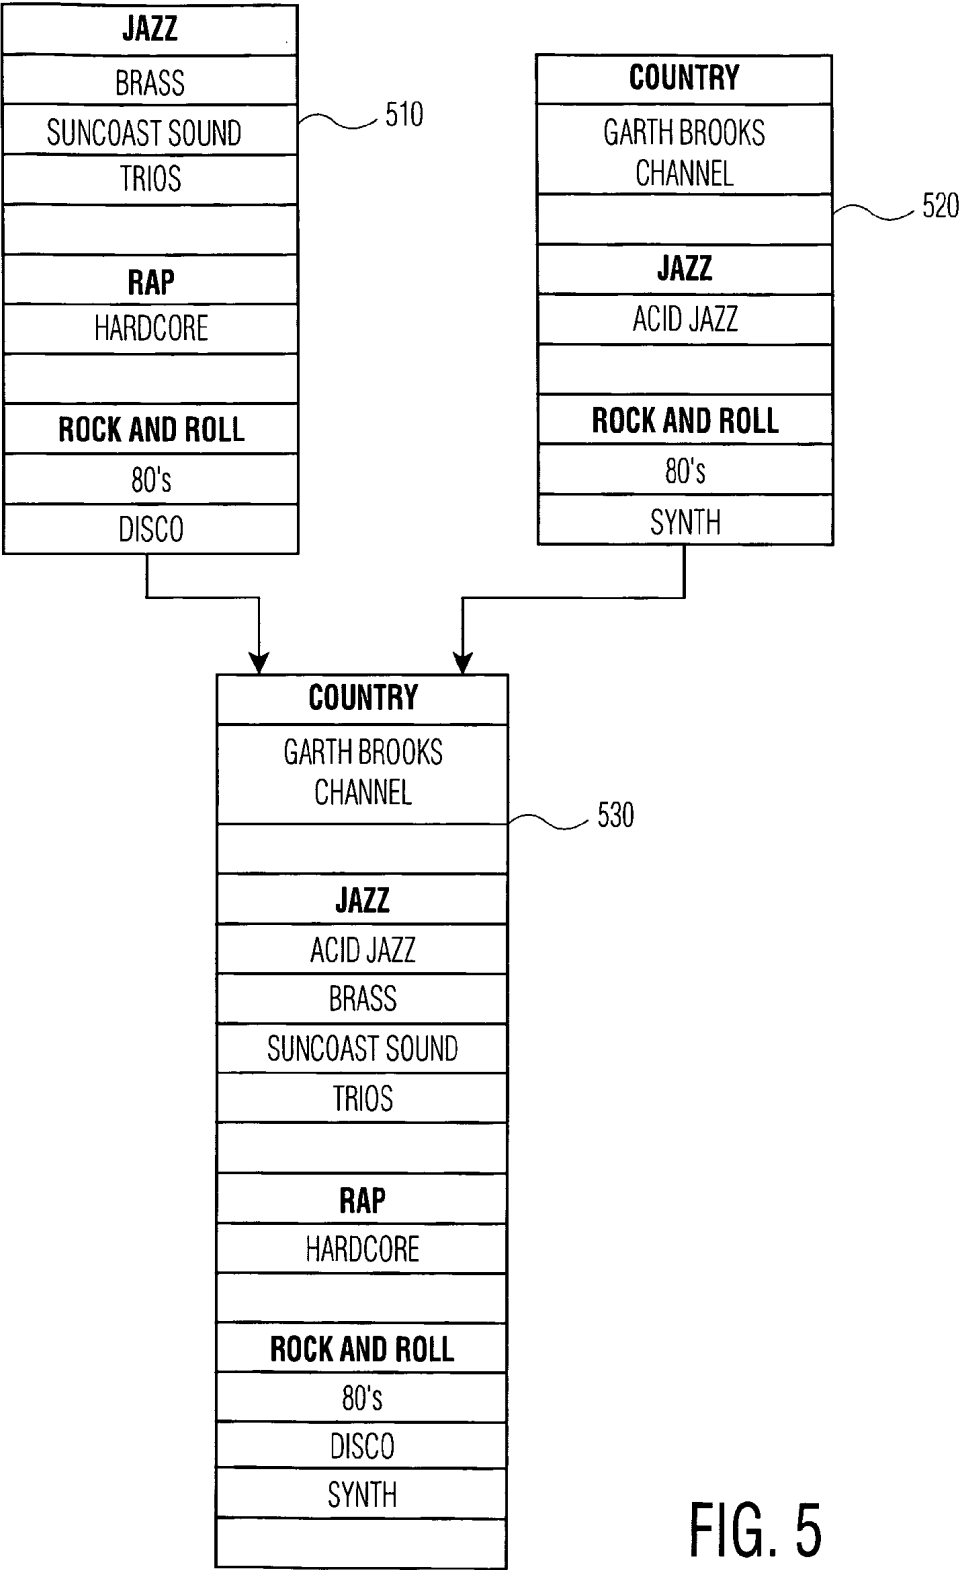 JAZZ
BRASS
SUNCOAST SOUND
TRIOS
RAP
HARDCORE
ROCK AND ROLL
80's
DISCO
510
COUNTRY
GARTH BROOKS
CHANNEL
JAZZ
ACID JAZZ
ROCK AND ROLL
80's
SYNTH
520
COUNTRY
GARTH BROOKS
CHANNEL
JAZZ
ACID JAZZ
BRASS
SUNCOAST SOUND
TRIOS
RAP
HARDCORE
ROCK AND ROLL
80's
DISCO
SYNTH
530
FIG. 5